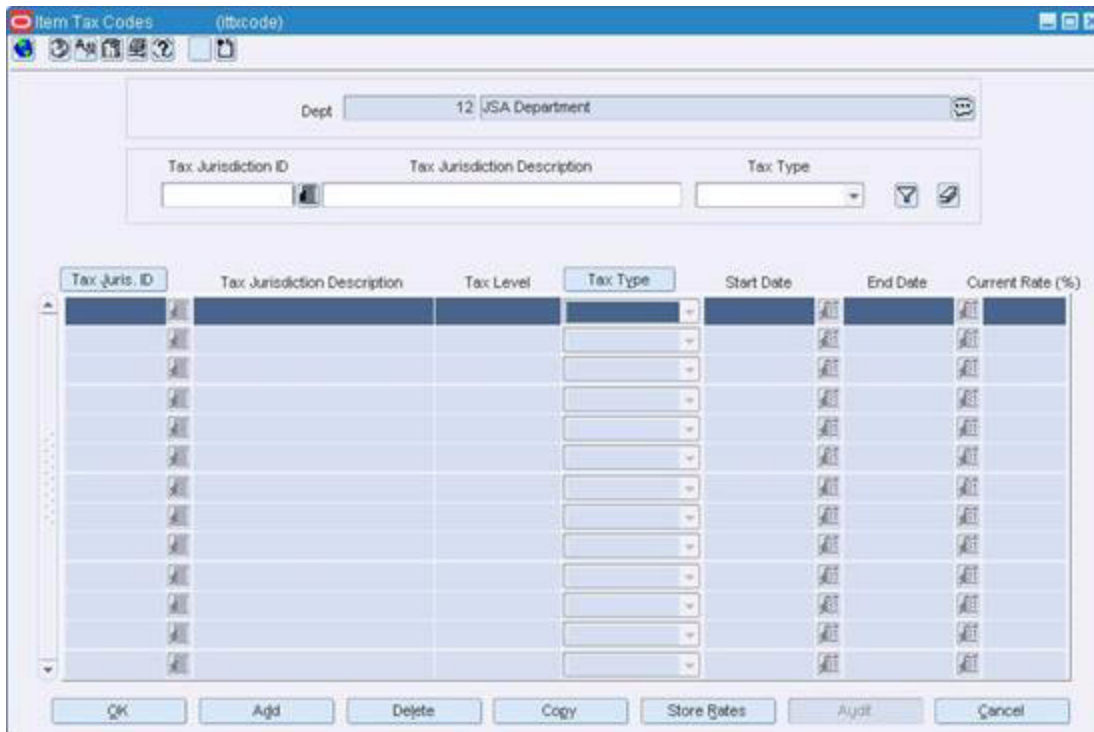 Item Tax Codes (ittxcode)
Dept 12 JSA Department
Tax Jurisdiction ID Tax Jurisdiction Description Tax Type
Tax Juris. ID Tax Jurisdiction Description Tax Level Tax Type Start Date End Date Current Rate (%)
OK Add Delete Copy Store Rates Audit Cancel